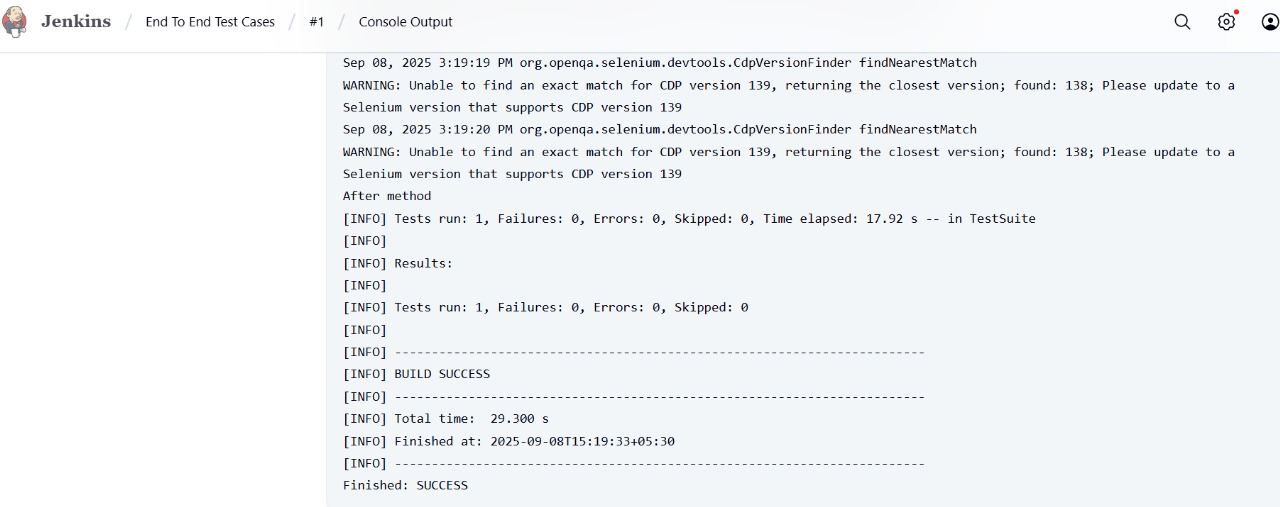 Jenkins / End To End Test Cases / #1 / Console Output
Sep 08, 2025 3:19:19 PM org.openqa.selenium.devtools.CdpVersionFinder findNearestMatch
WARNING: Unable to find an exact match for CDP version 139, returning the closest version; found: 138; Please update to a
Selenium version that supports CDP version 139
Sep 08, 2025 3:19:20 PM org.openqa.selenium.devtools.CdpVersionFinder findNearestMatch
WARNING: Unable to find an exact match for CDP version 139, returning the closest version; found: 138; Please update to a
Selenium version that supports CDP version 139
After method
[INFO] Tests run: 1, Failures: 0, Errors: 0, Skipped: 0, Time elapsed: 17.92 s -- in TestSuite
[INFO]
[INFO] Results:
[INFO]
[INFO] Tests run: 1, Failures: 0, Errors: 0, Skipped: 0
[INFO]
[INFO] ------------------------------------------------------------------------
[INFO] BUILD SUCCESS
[INFO] ------------------------------------------------------------------------
[INFO] Total time:  29.300 s
[INFO] Finished at: 2025-09-08T15:19:33+05:30
[INFO] ------------------------------------------------------------------------
Finished: SUCCESS